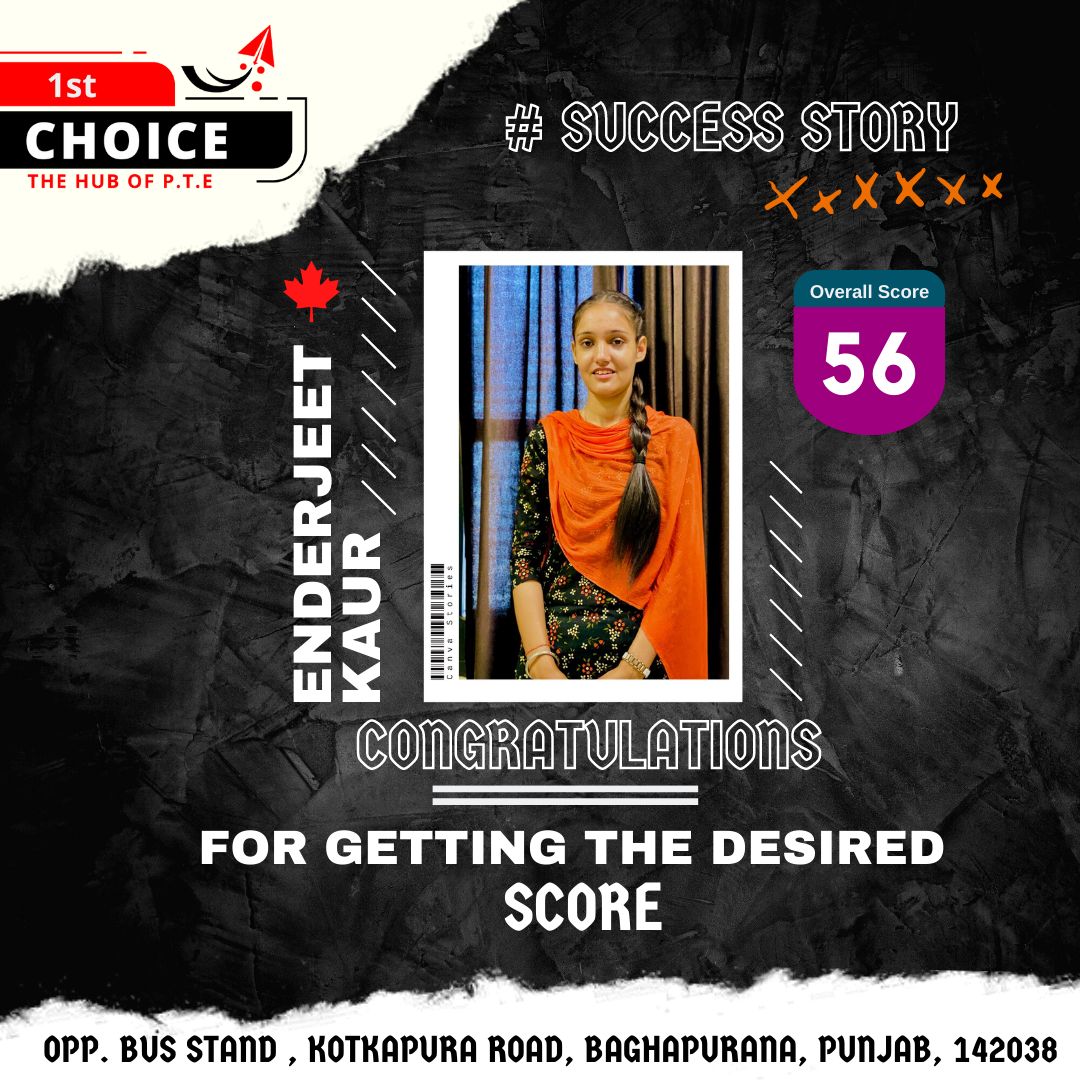 1st
CHOICE
THE HUB OF P.T.E
# SUCCESS STORY
Overall Score
56
ENDERJEET
KAUR
Canva Stories
CONGRATULATIONS
FOR GETTING THE DESIRED
SCORE
OPP. BUS STAND , KOTKAPURA ROAD, BAGHAPURANA, PUNJAB, 142038